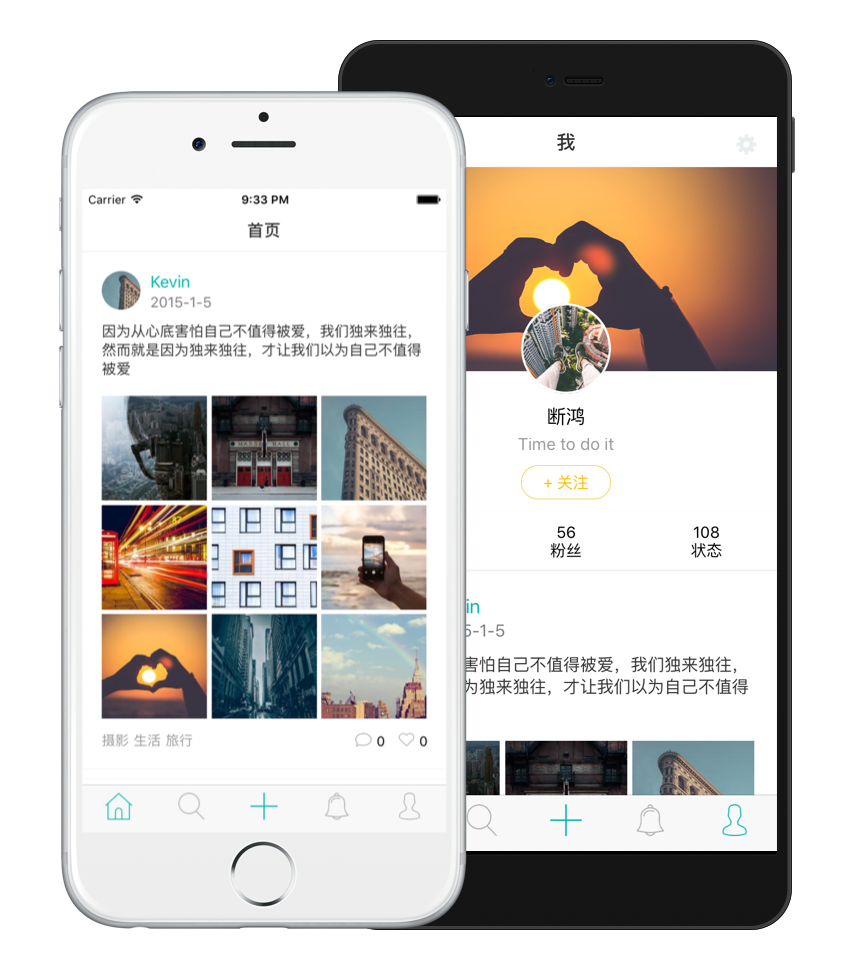 Carrier
9:33 PM
首页
Kevin
2015-1-5
因为从心底害怕自己不值得被爱，我们独来独往，
然而就是因为独来独往，才让我们以为自己不值得
被爱
摄影 生活 旅行
0
0
我
断鸿
Time to do it
+ 关注
56
粉丝
108
状态
in
5-1-5
害怕自己不值得被爱，我们独来独往，
为独来独往，才让我们以为自己不值得